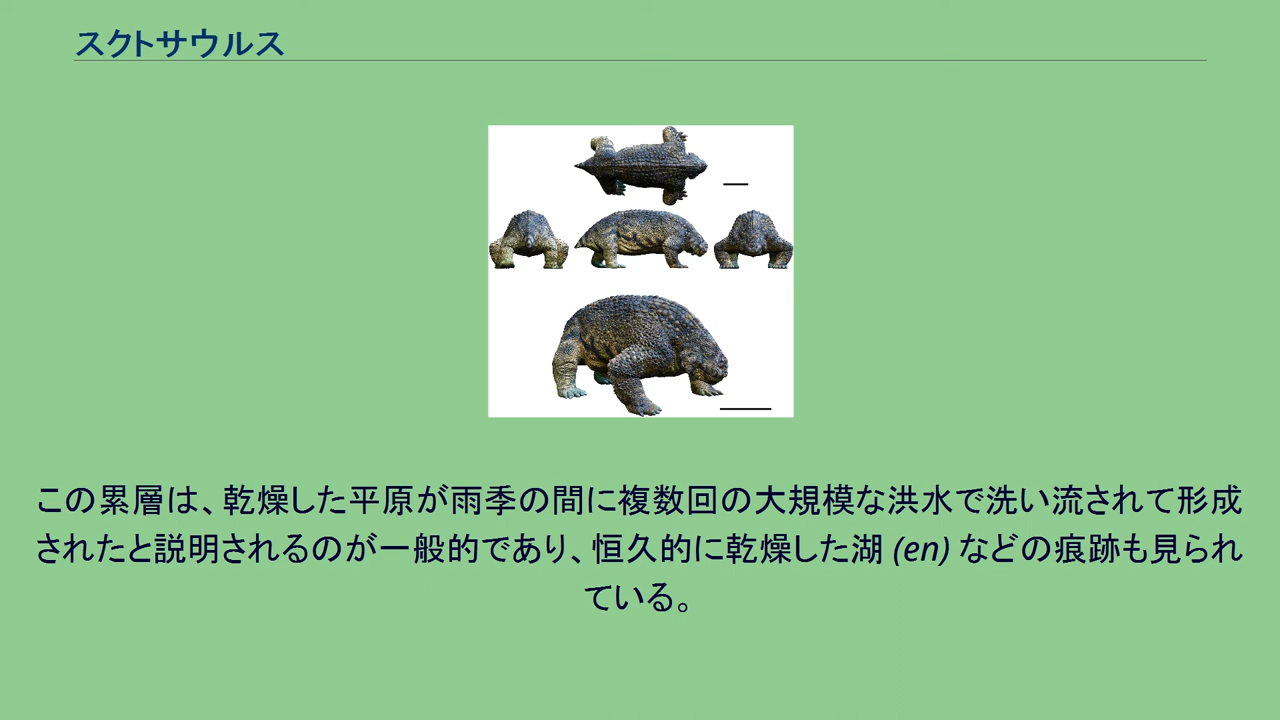 スクトサウルス
この累層は、乾燥した平原が雨季の間に複数回の大規模な洪水で洗い流されて形成
されたと説明されるのが一般的であり、恒久的に乾燥した湖 (en) などの痕跡も見られ
ている。